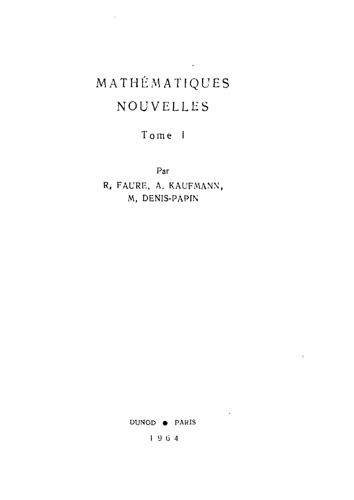 MATHÉMATIQUES
NOUVELLES
Tome I
Par
R. FAURE, A. KAUFMANN,
M. DENIS-PAPIN
DUNOD ● PARIS
1964